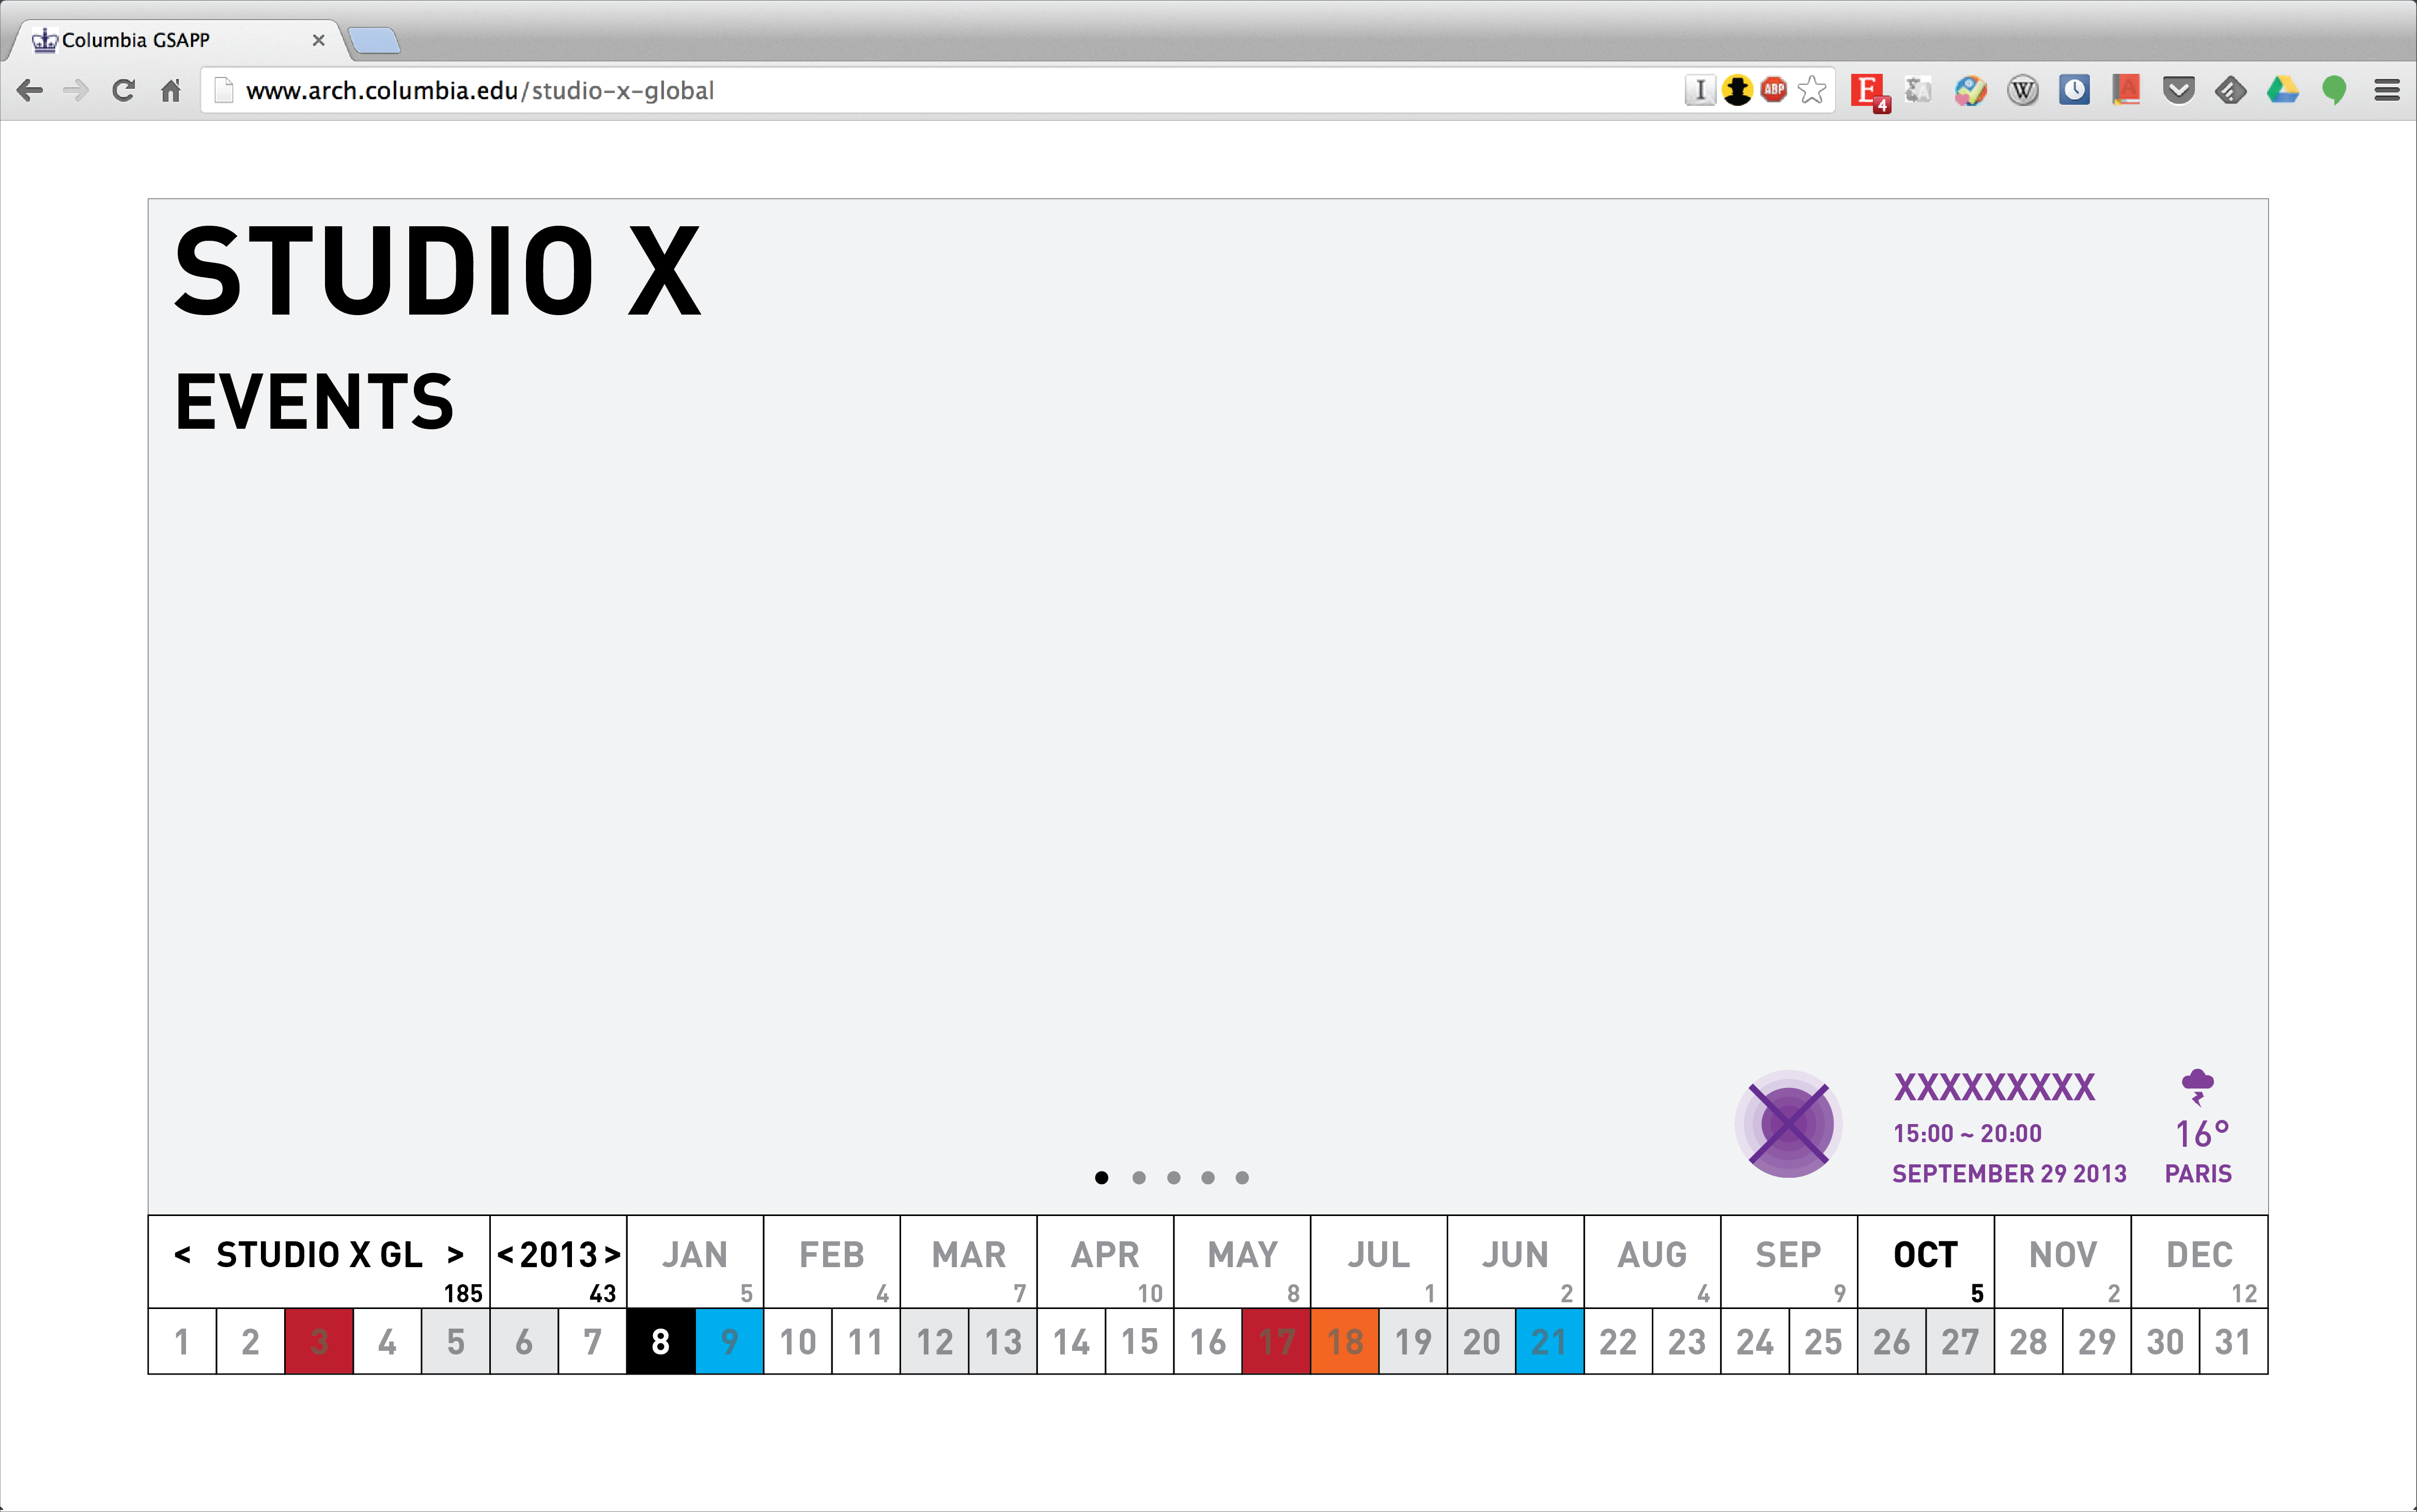 Columbia GSAPP
www.arch.columbia.edu/studio-x-global
I ABP E 4 W A
STUDIO X
EVENTS
XXXXXXXXX
15:00 ~ 20:00
SEPTEMBER 29 2013
16°
PARIS
< STUDIO X GL > <2013> JAN FEB MAR APR MAY JUL JUN AUG SEP OCT NOV DEC
185 43 5 4 7 10 8 1 2 4 9 5 2 12
1 2 3 4 5 6 7 8 9 10 11 12 13 14 15 16 17 18 19 20 21 22 23 24 25 26 27 28 29 30 31